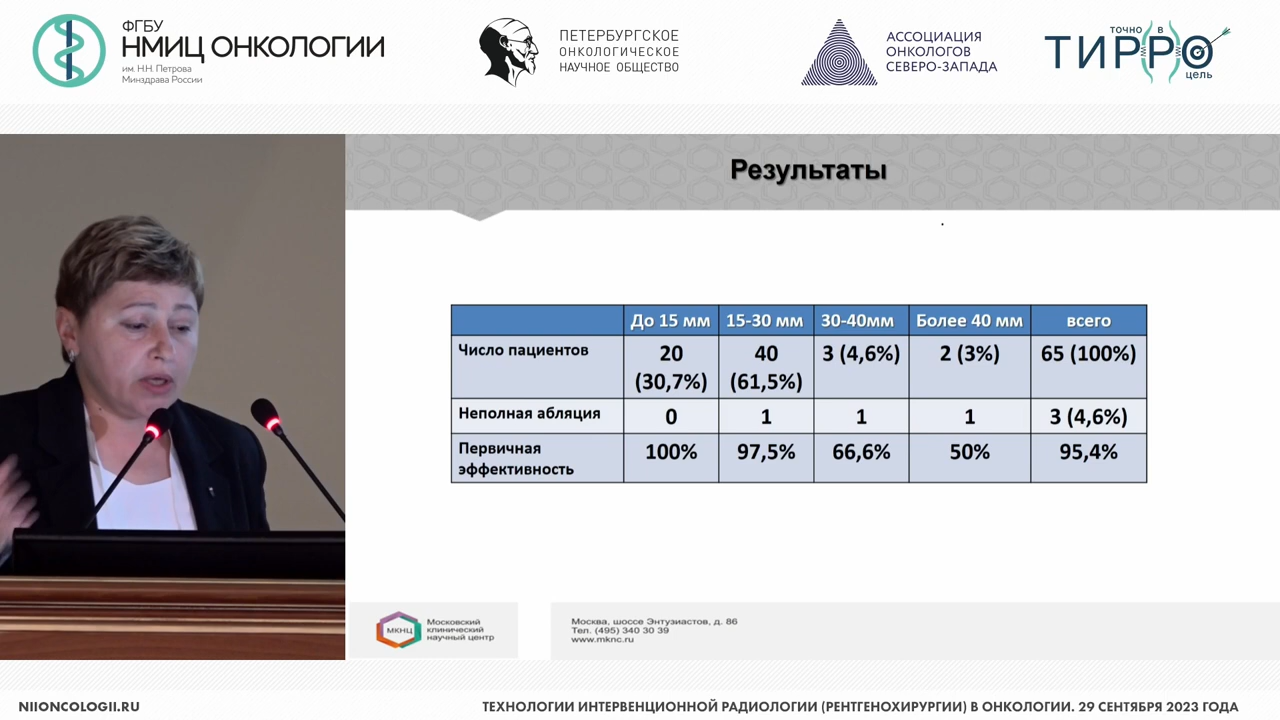 ФГБУ
НМИЦ ОНКОЛОГИИ
им. Н.Н. Петрова
Минздрава России
ПЕТЕРБУРГСКОЕ
ОНКОЛОГИЧЕСКОЕ
НАУЧНОЕ ОБЩЕСТВО
АССОЦИАЦИЯ
ОНКОЛОГОВ
СЕВЕРО-ЗАПАДА
точно в
ТИРРО
цель
Результаты
До 15 мм 15-30 мм 30-40мм Более 40 мм всего
Число пациентов 20 40 3 (4,6%) 2 (3%) 65 (100%)
(30,7%) (61,5%)
Неполная абляция 0 1 1 1 3 (4,6%)
Первичная 100% 97,5% 66,6% 50% 95,4%
эффективность
МКНЦ
Московский
клинический
научный центр
Москва, шоссе Энтузиастов, д. 86
Тел. (495) 340 30 39
www.mknc.ru
NIIONCOLOGII.RU
ТЕХНОЛОГИИ ИНТЕРВЕНЦИОННОЙ РАДИОЛОГИИ (РЕНТГЕНОХИРУРГИИ) В ОНКОЛОГИИ. 29 СЕНТЯБРЯ 2023 ГОДА